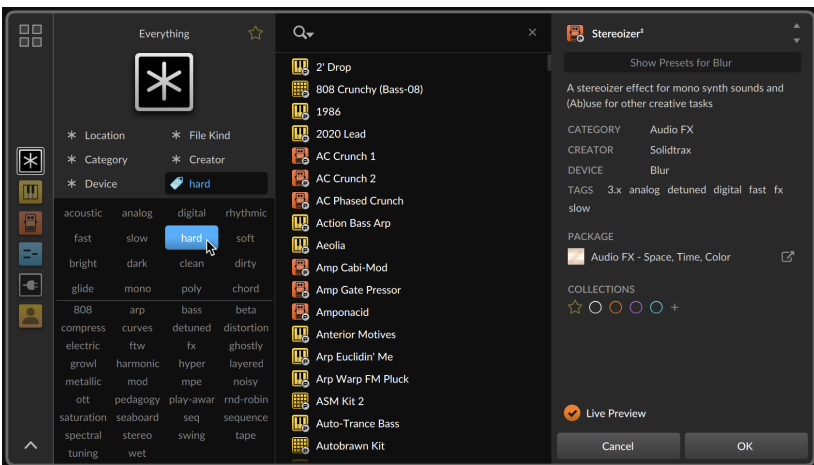 Everything
Location
File Kind
Category
Creator
Device
hard
acoustic analog digital rhythmic
fast slow hard soft
bright dark clean dirty
glide mono poly chord
808 arp bass beta
compress curves detuned distortion
electric ftw fx ghostly
growl harmonic hyper layered
metallic mod mpe noisy
ott pedagogy play-awar rnd-robin
saturation seaboard seq sequence
spectral stereo swing tape
tuning wet
2' Drop
808 Crunchy (Bass-08)
1986
2020 Lead
AC Crunch 1
AC Crunch 2
AC Phased Crunch
Action Bass Arp
Aeolia
Amp Cabi-Mod
Amp Gate Pressor
Amponacid
Anterior Motives
Arp Euclidin' Me
Arp Warp FM Pluck
ASM Kit 2
Auto-Trance Bass
Autobrawn Kit
Stereoizer²
Show Presets for Blur
A stereoizer effect for mono synth sounds and
(Ab)use for other creative tasks
CATEGORY Audio FX
CREATOR Solidtrax
DEVICE Blur
TAGS 3.x analog detuned digital fast fx
slow
PACKAGE
Audio FX - Space, Time, Color
COLLECTIONS
Live Preview
Cancel OK